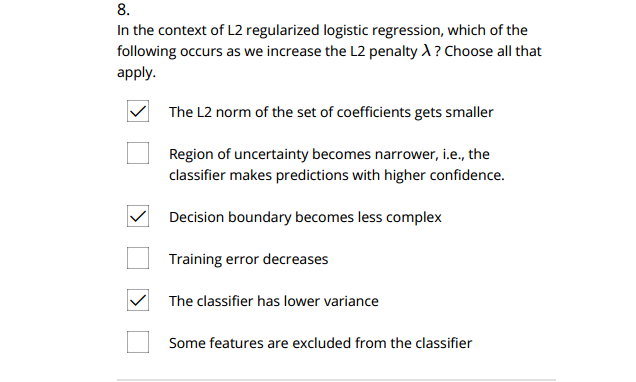 8.
In the context of L2 regularized logistic regression, which of the
following occurs as we increase the L2 penalty λ ? Choose all that
apply.
The L2 norm of the set of coefficients gets smaller
Region of uncertainty becomes narrower, i.e., the
classifier makes predictions with higher confidence.
Decision boundary becomes less complex
Training error decreases
The classifier has lower variance
Some features are excluded from the classifier